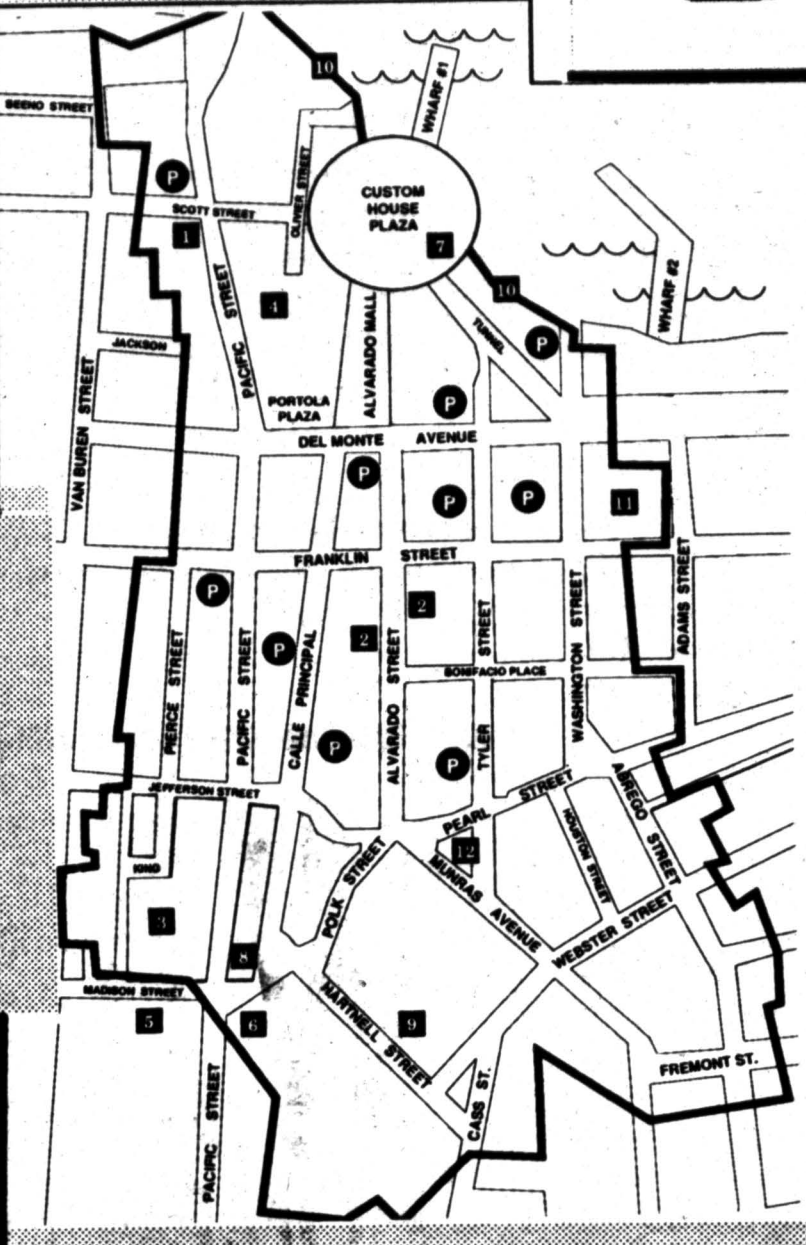 10
WHARF #1
SEENO STREET
P
CUSTOM
HOUSE
PLAZA
OLIVIER STREET
SCOTT STREET
1
7
WHARF #2
10
PACIFIC STREET
4
ALVARADO MALL
TUNNEL
P
JACKSON
VAN BUREN STREET
PORTOLA
PLAZA
P
DEL MONTE AVENUE
P
P
P
11
FRANKLIN STREET
ADAMS STREET
P
2
2
P
PIERCE STREET
PACIFIC STREET
CALLE PRINCIPAL
ALVARADO STREET
TYLER STREET
WASHINGTON STREET
BONIFACIO PLACE
P
P
JEFFERSON STREET
PEARL STREET
ABREGO STREET
HOUSTON STREET
12
KING
POLK STREET
MUNRAS AVENUE
WEBSTER STREET
3
8
MADISON STREET
5
6
HARTNELL STREET
9
FREMONT ST.
CASS ST.
PACIFIC STREET